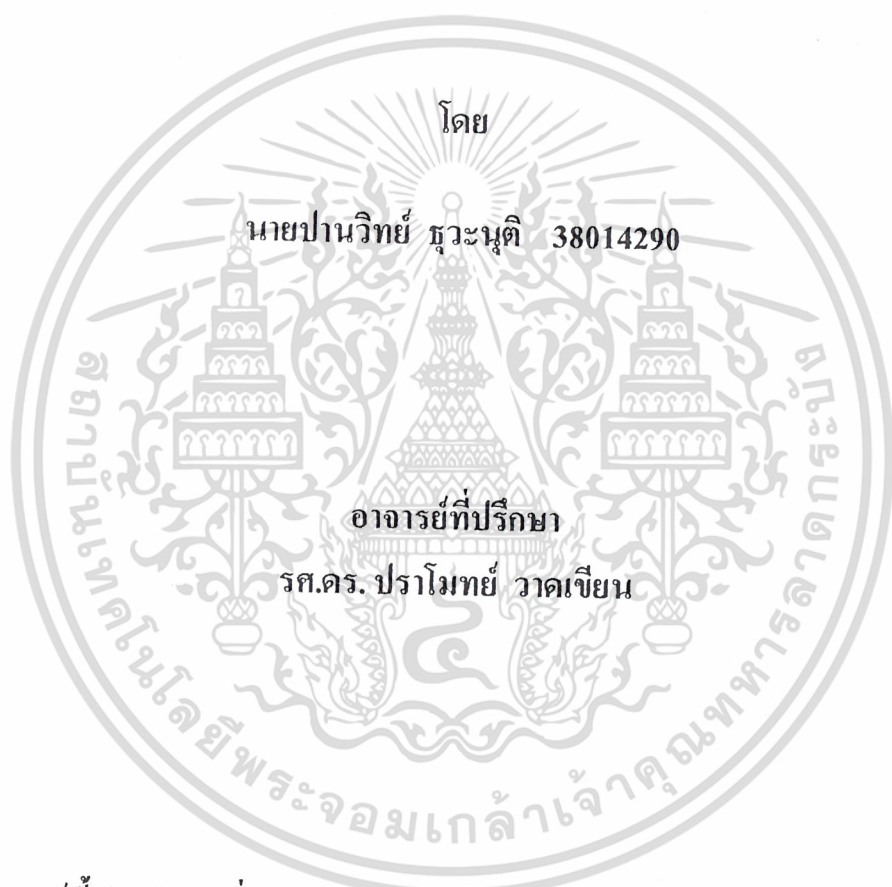 โดย
นายปานวิทย์ ธุวะนุติ 38014290
อาจารย์ที่ปรึกษา
รศ.ดร. ปราโมทย์ วาดเขียน
สถาบันเทคโนโลยีพระจอมเกล้าเจ้าคุณทหารลาดกระบัง